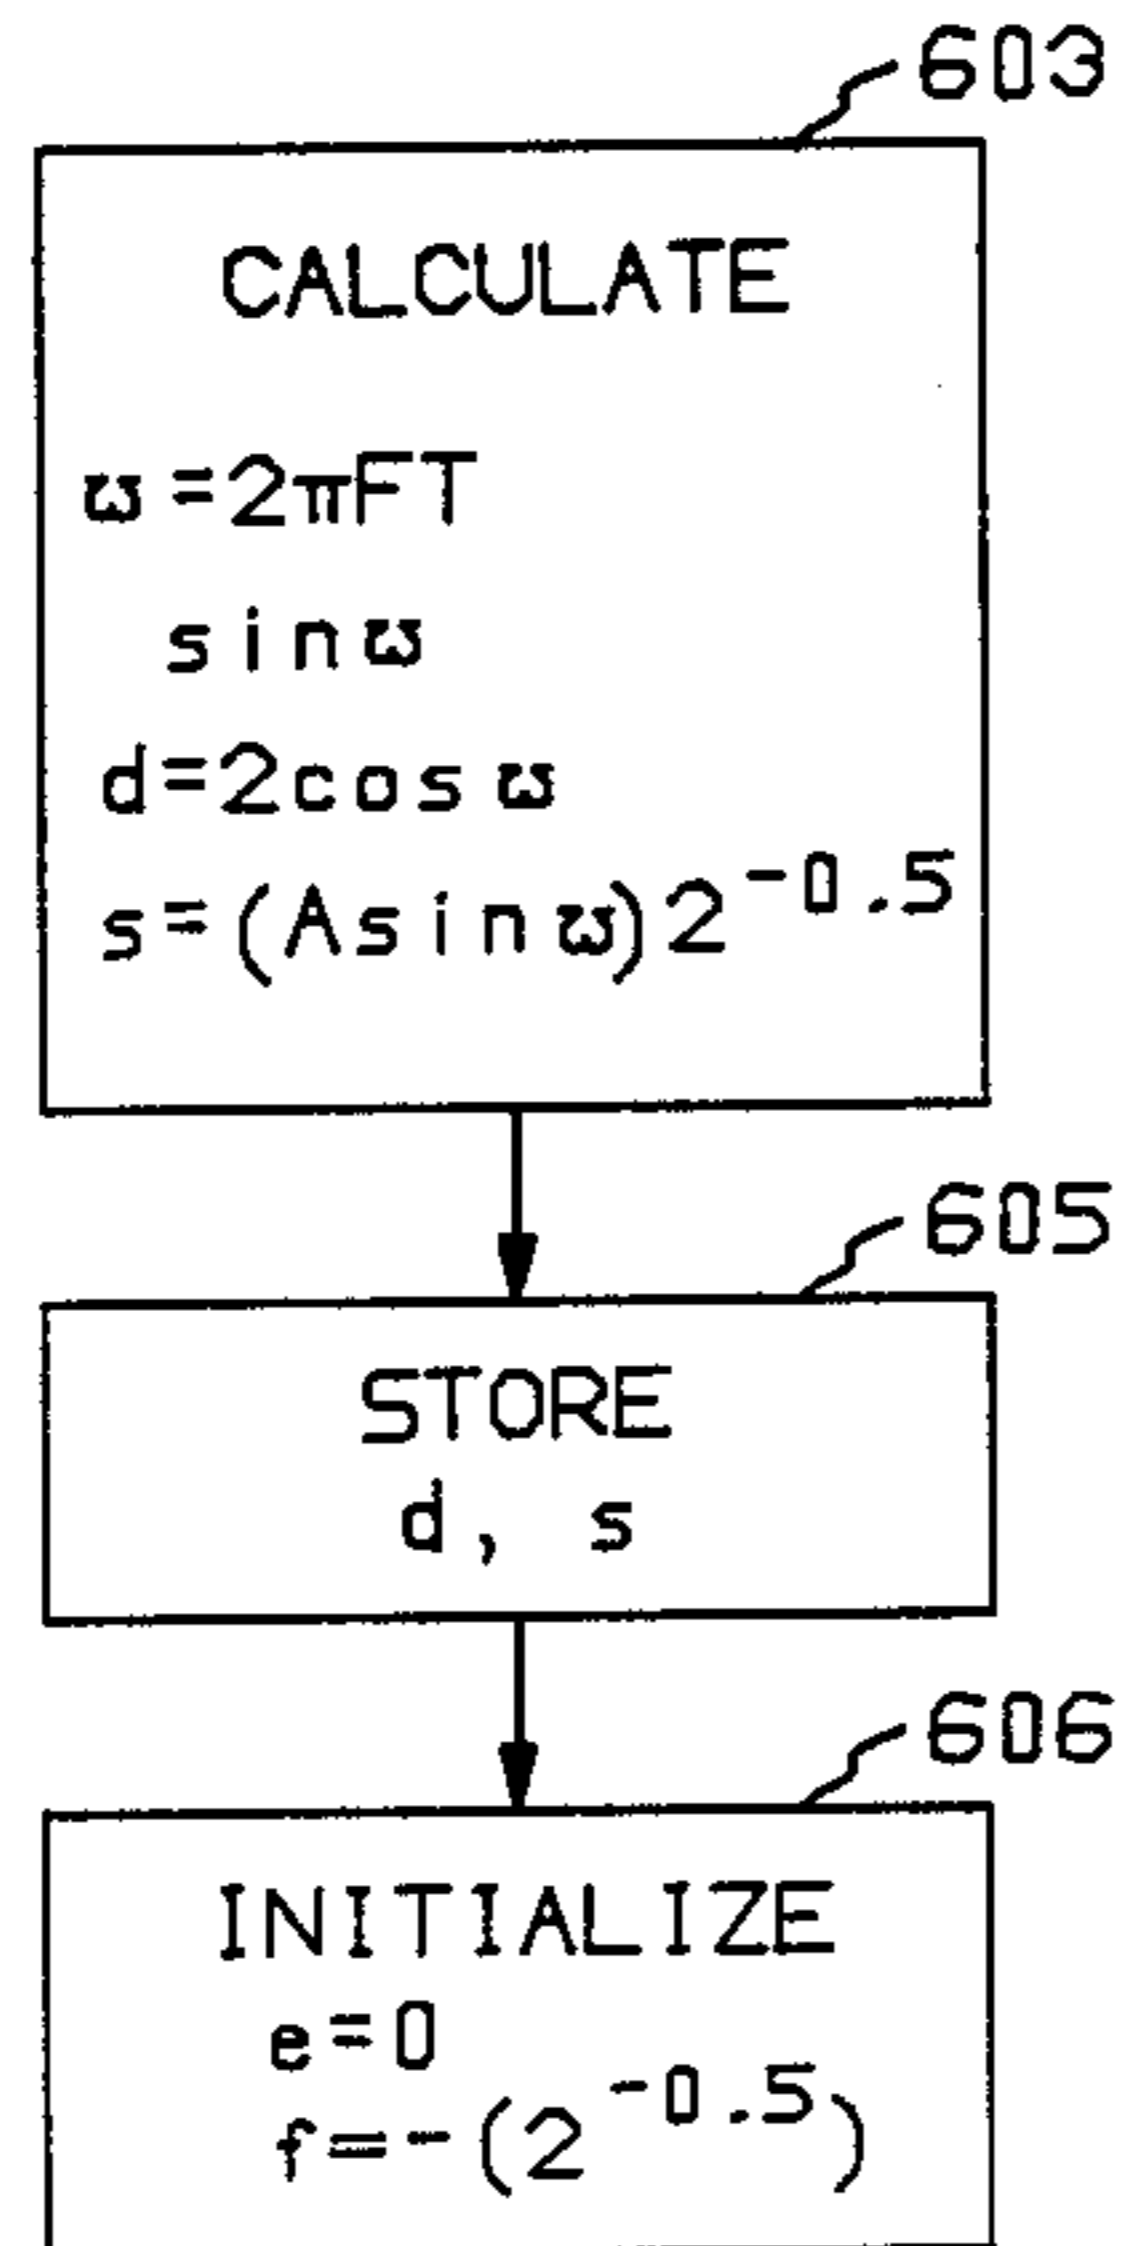 603
CALCULATE
ω=2πFT
sinω
d=2cosω
s=(Asinω)2^-0.5
605
STORE
d, s
606
INITIALIZE
e=0
f=-(2^-0.5)